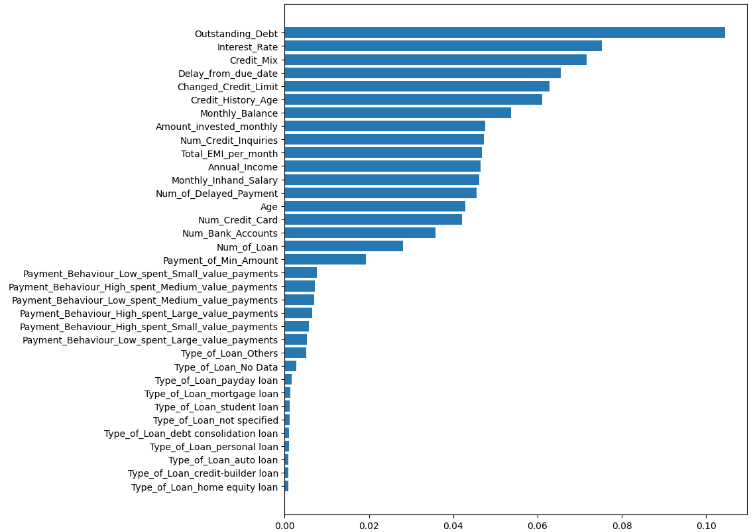 Outstanding_Debt
Interest_Rate
Credit_Mix
Delay_from_due_date
Changed_Credit_Limit
Credit_History_Age
Monthly_Balance
Amount_invested_monthly
Num_Credit_Inquiries
Total_EMI_per_month
Annual_Income
Monthly_Inhand_Salary
Num_of_Delayed_Payment
Age
Num_Credit_Card
Num_Bank_Accounts
Num_of_Loan
Payment_of_Min_Amount
Payment_Behaviour_Low_spent_Small_value_payments
Payment_Behaviour_High_spent_Medium_value_payments
Payment_Behaviour_Low_spent_Medium_value_payments
Payment_Behaviour_High_spent_Large_value_payments
Payment_Behaviour_High_spent_Small_value_payments
Payment_Behaviour_Low_spent_Large_value_payments
Type_of_Loan_Others
Type_of_Loan_No Data
Type_of_Loan_payday loan
Type_of_Loan_mortgage loan
Type_of_Loan_student loan
Type_of_Loan_not specified
Type_of_Loan_debt consolidation loan
Type_of_Loan_personal loan
Type_of_Loan_auto loan
Type_of_Loan_credit-builder loan
Type_of_Loan_home equity loan
0.00 0.02 0.04 0.06 0.08 0.10